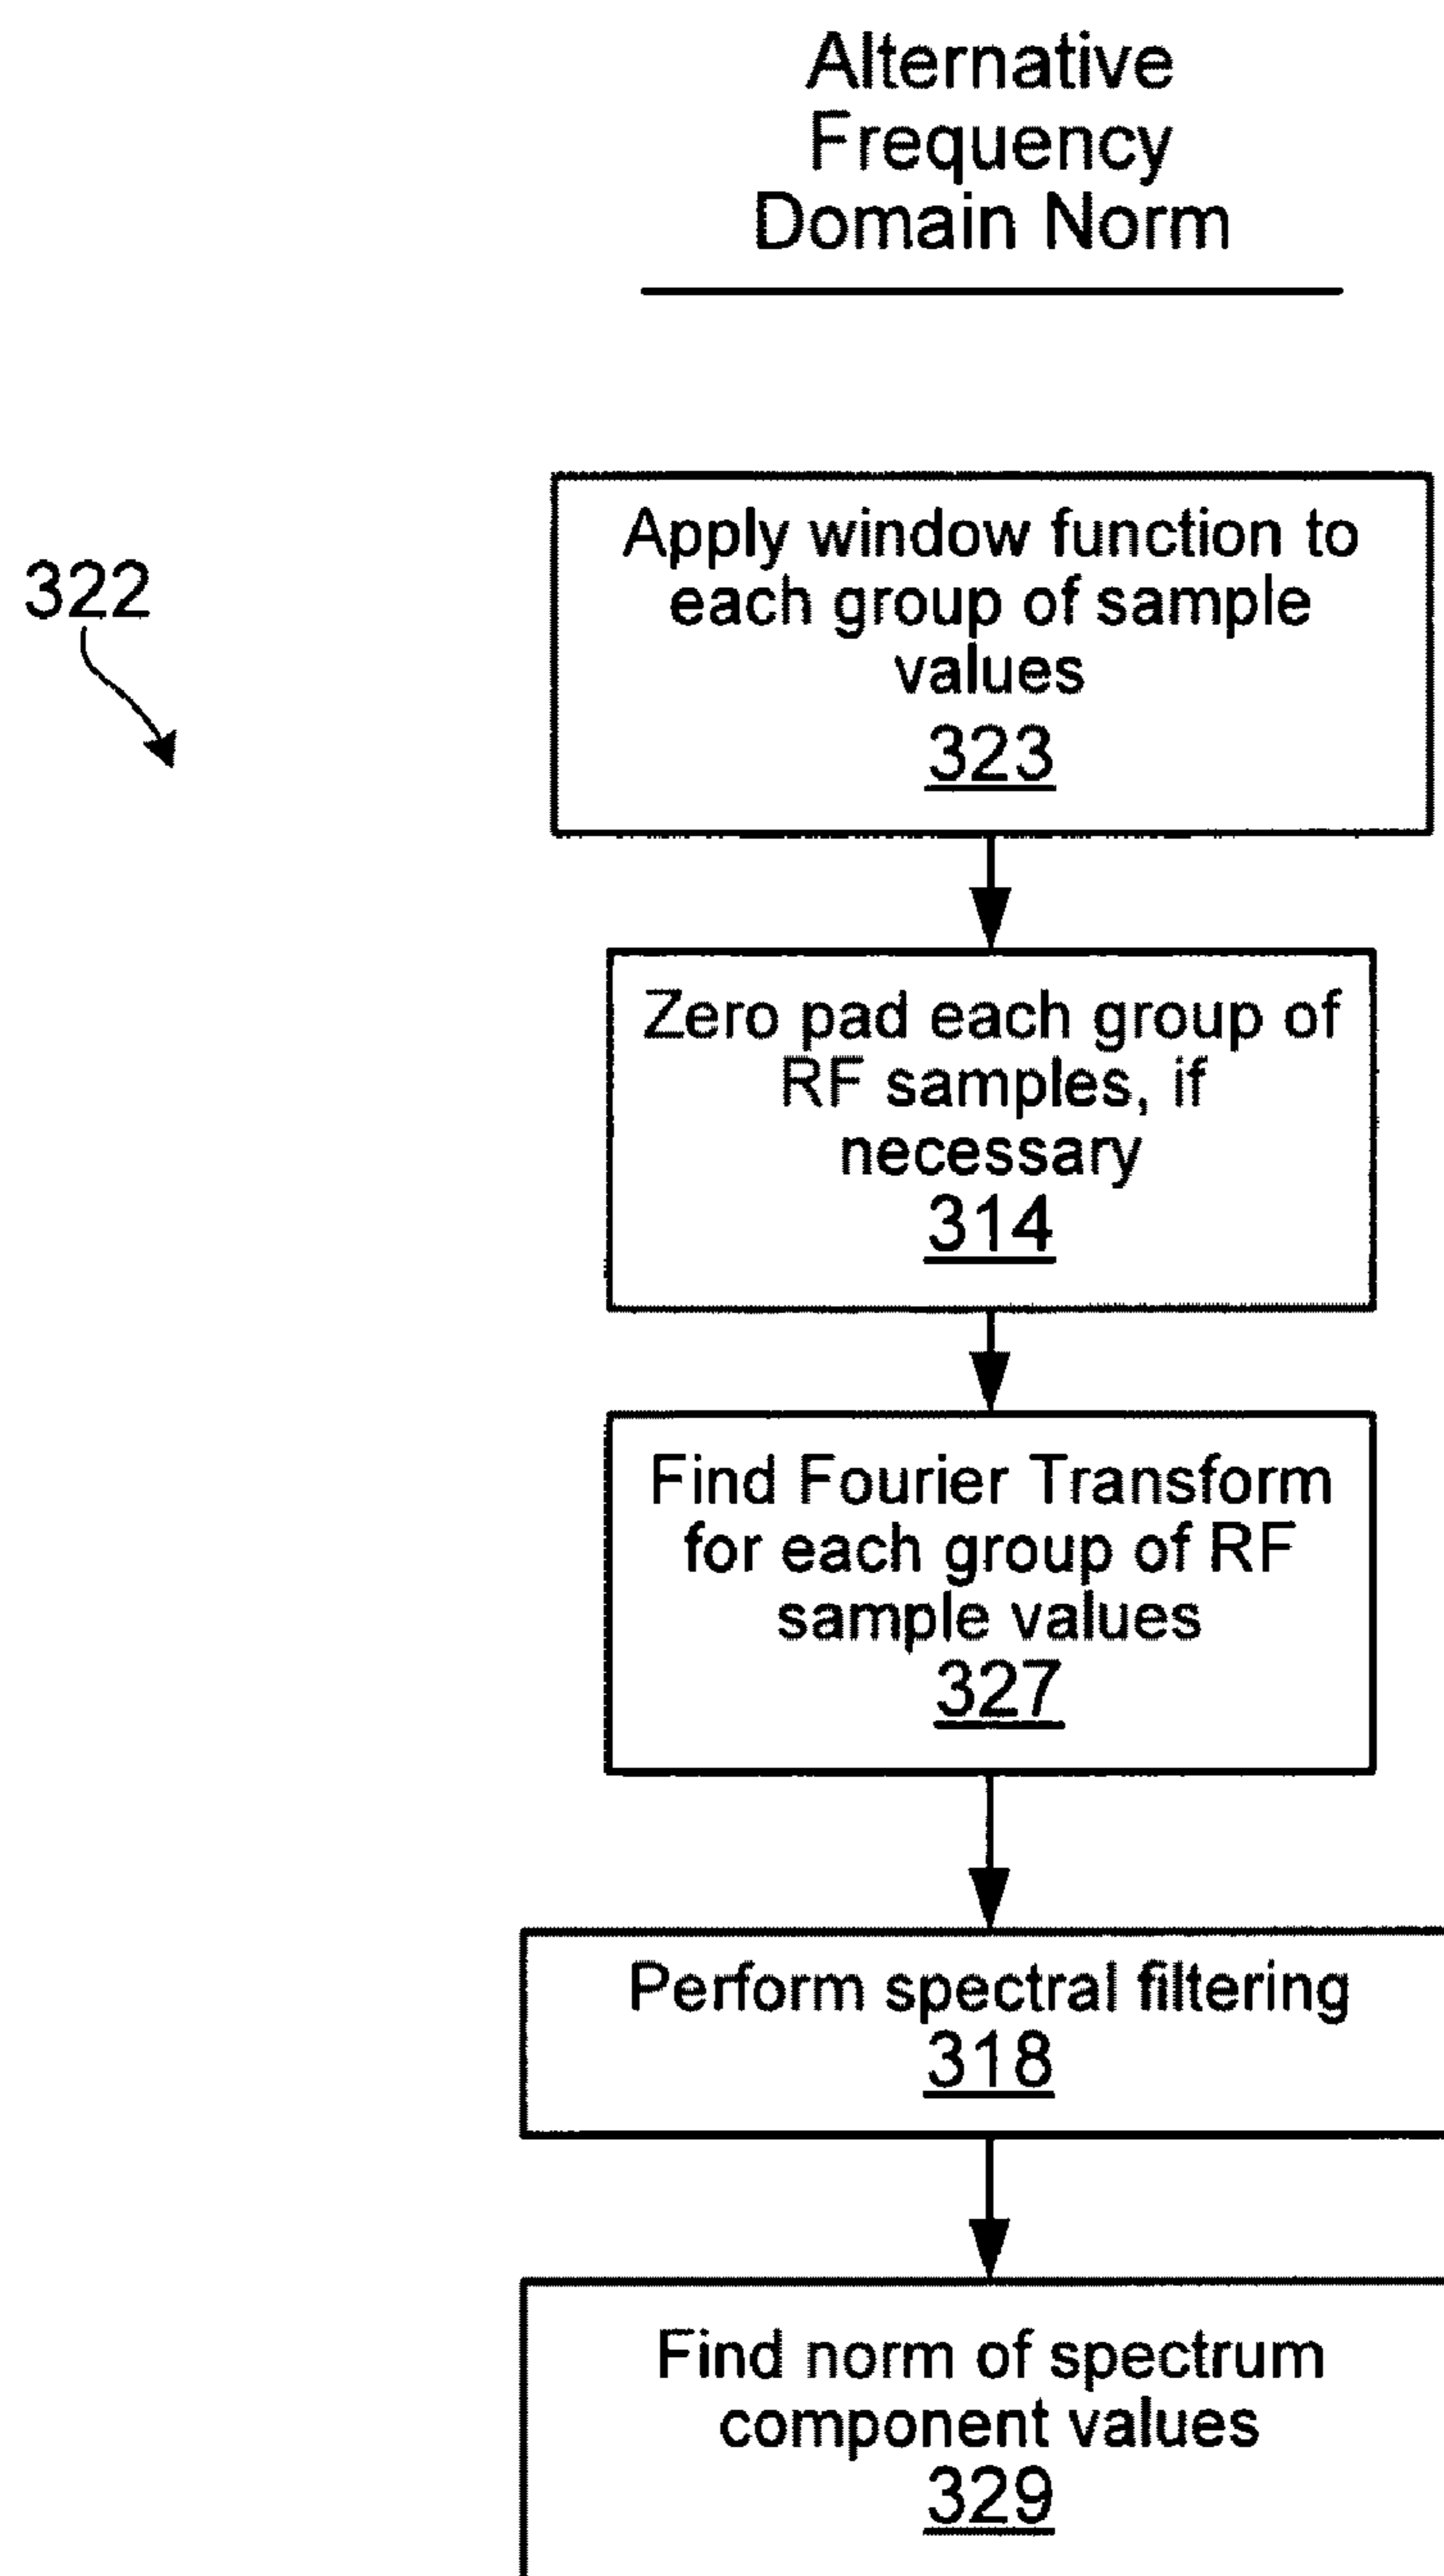 Alternative
Frequency
Domain Norm
322
Apply window function to
each group of sample
values
323
Zero pad each group of
RF samples, if
necessary
314
Find Fourier Transform
for each group of RF
sample values
327
Perform spectral filtering
318
Find norm of spectrum
component values
329